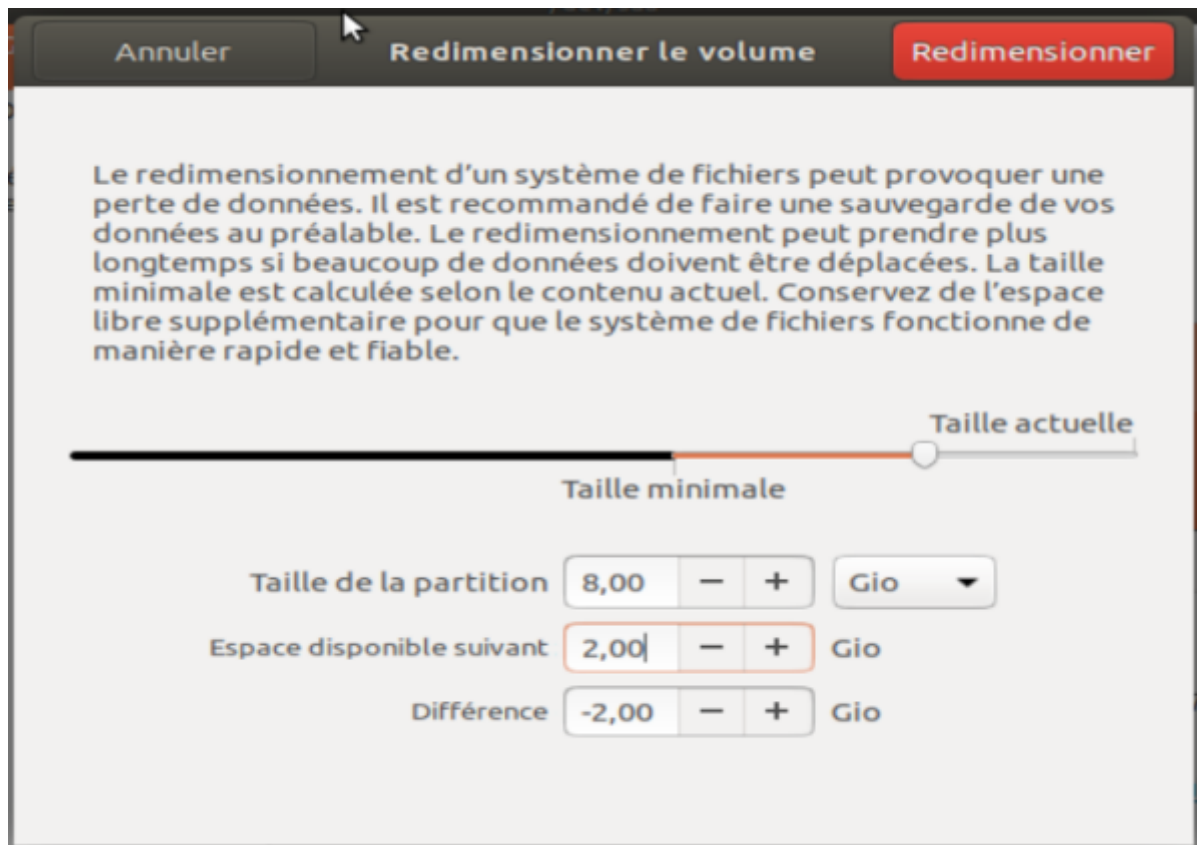 Annuler
Redimensionner le volume
Redimensionner
Le redimensionnement d’un système de fichiers peut provoquer une
perte de données. Il est recommandé de faire une sauvegarde de vos
données au préalable. Le redimensionnement peut prendre plus
longtemps si beaucoup de données doivent être déplacées. La taille
minimale est calculée selon le contenu actuel. Conservez de l’espace
libre supplémentaire pour que le système de fichiers fonctionne de
manière rapide et fiable.
Taille actuelle
Taille minimale
Taille de la partition 8,00 − + Gio
Espace disponible suivant 2,00 − + Gio
Différence -2,00 − + Gio